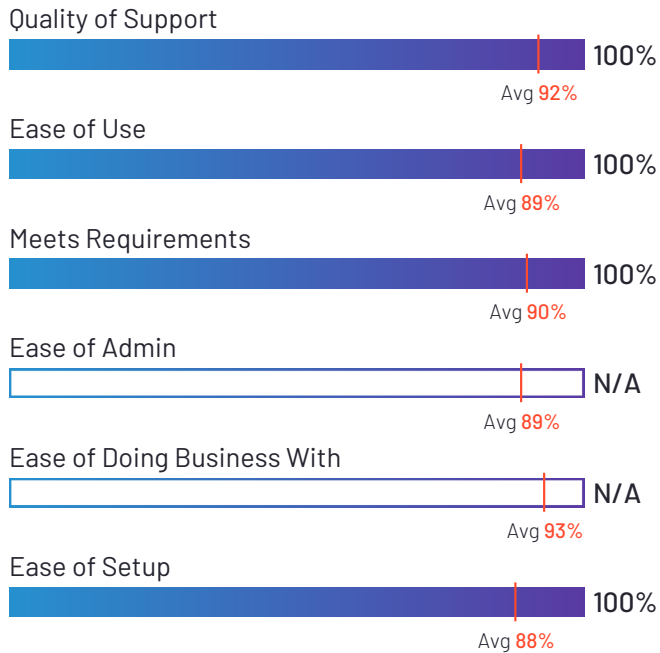 Quality of Support
100%
Avg 92%
Ease of Use
100%
Avg 89%
Meets Requirements
100%
Avg 90%
Ease of Admin
N/A
Avg 89%
Ease of Doing Business With
N/A
Avg 93%
Ease of Setup
100%
Avg 88%